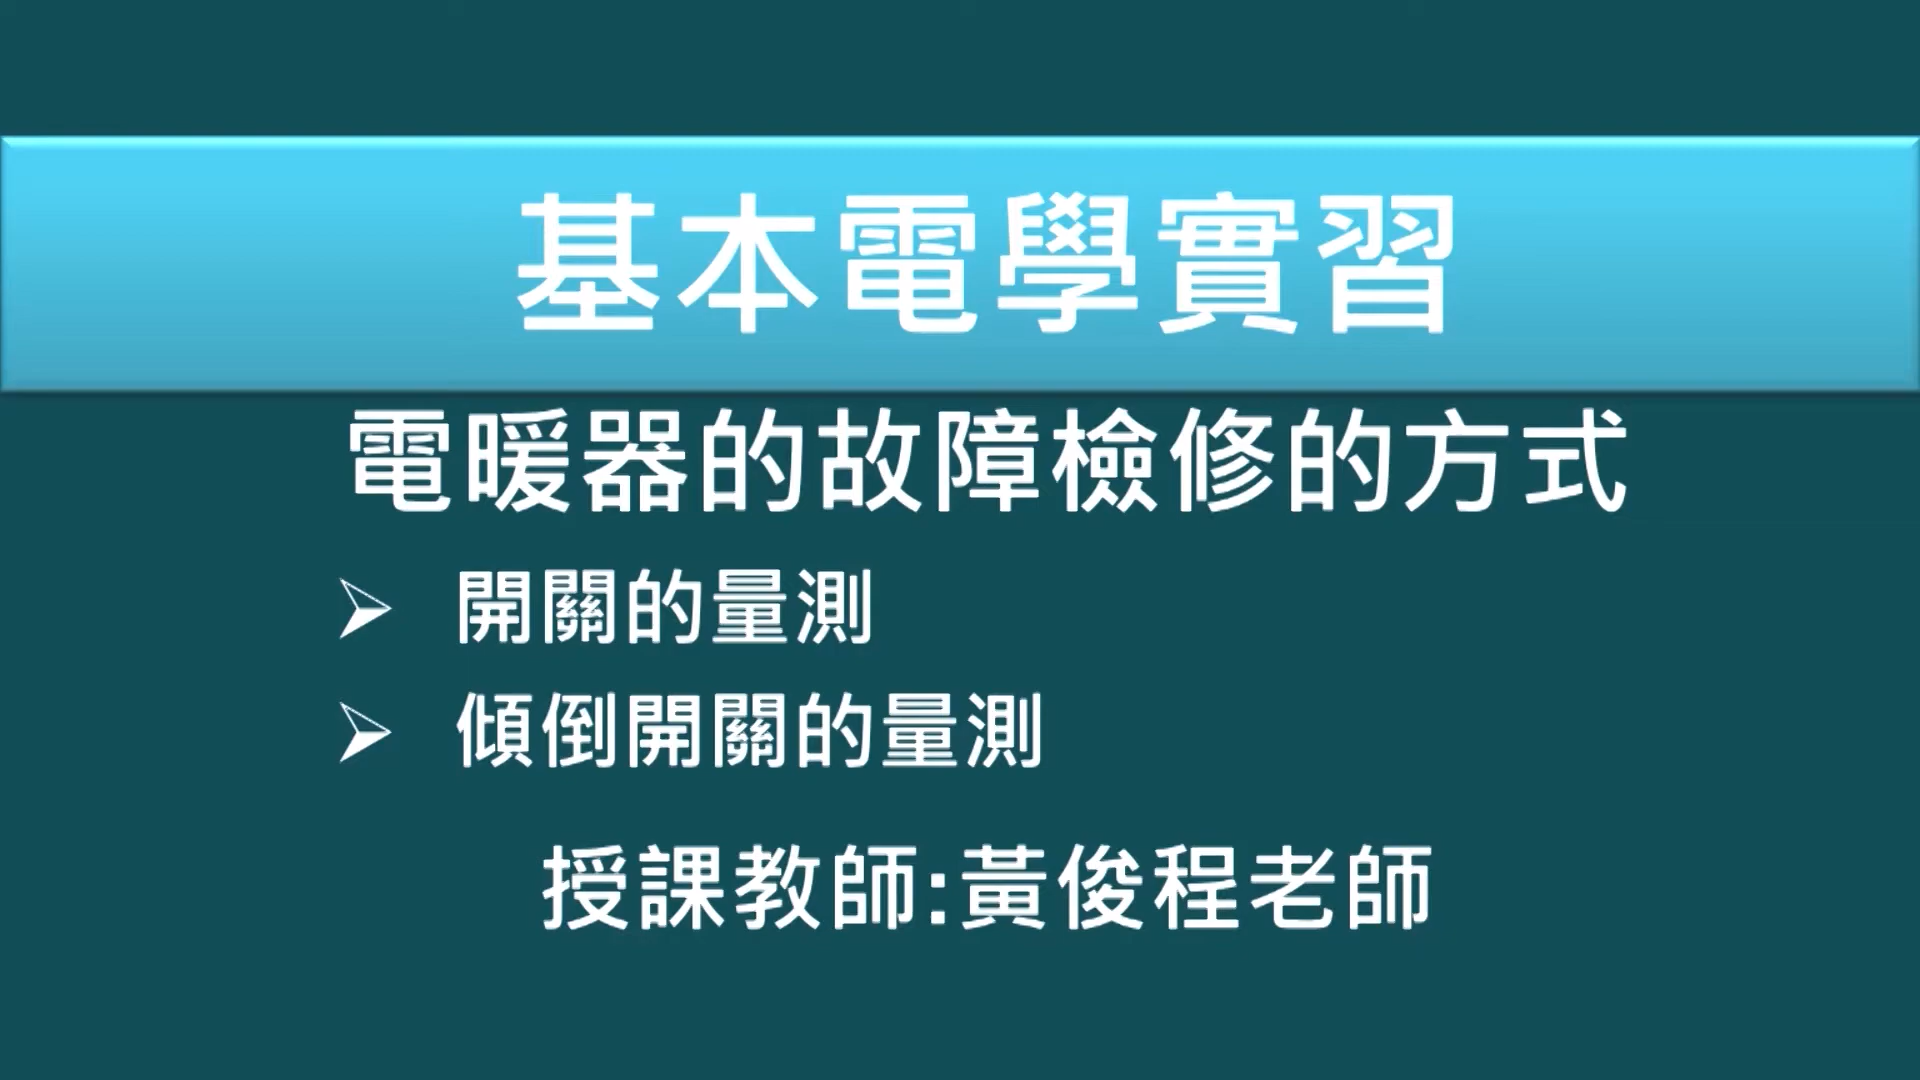 基本電學實習
電暖器的故障檢修的方式
➢ 開關的量測
➢ 傾倒開關的量測
授課教師:黃俊程老師